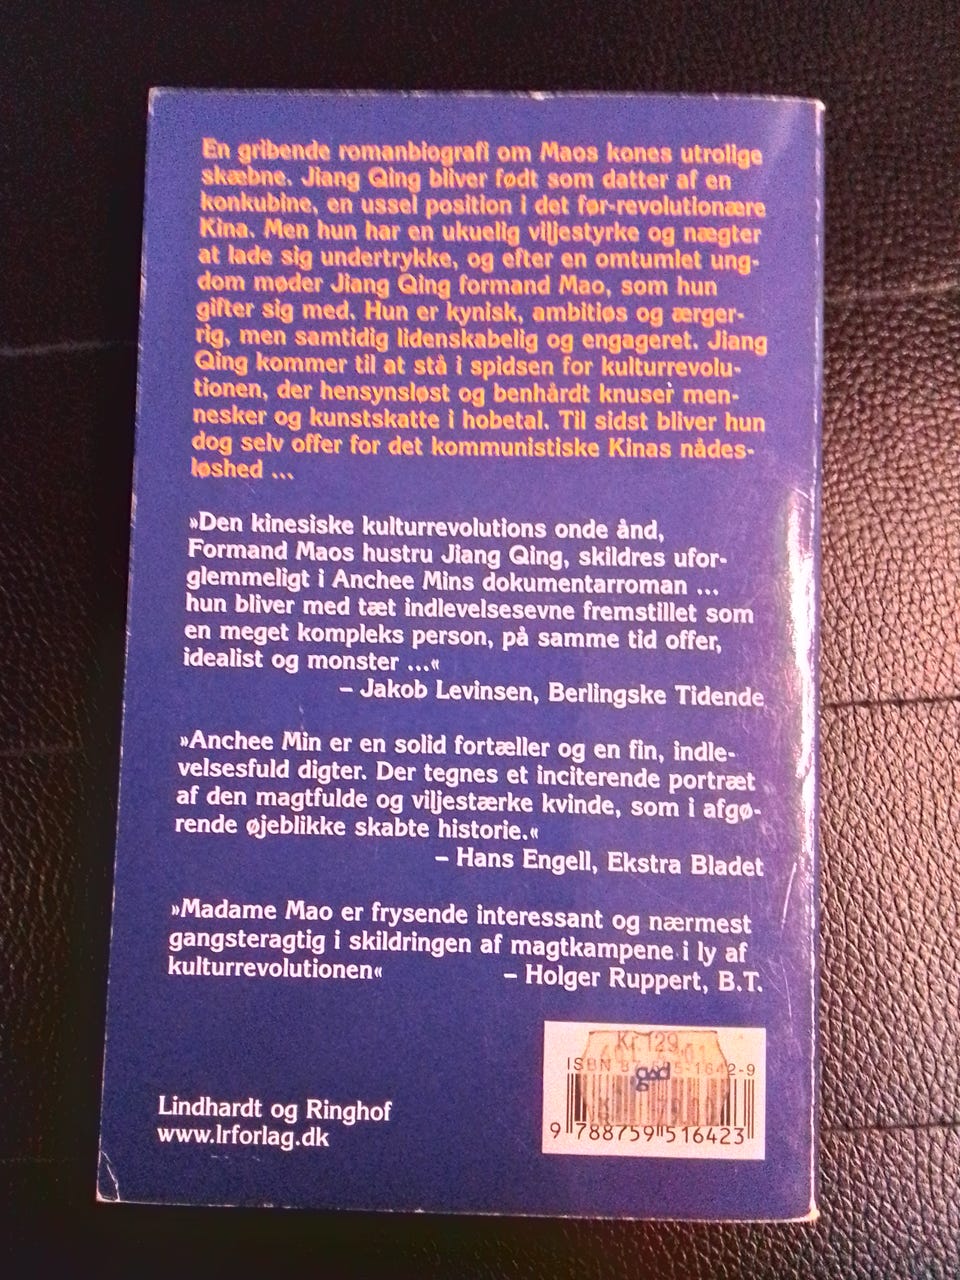 En gribende romanbiografi om Maos kones utrolige
skæbne. Jiang Qing bliver født som datter af en
konkubine, en ussel position i det før-revolutionære
Kina. Men hun har en ukuelig viljestyrke og nægter
at lade sig undertrykke, og efter en omtumlet ung-
dom møder Jiang Qing formand Mao, som hun
gifter sig med. Hun er kynisk, ambitiøs og ærger-
rig, men samtidig lidenskabelig og engageret. Jiang
Qing kommer til at stå i spidsen for kulturrevolu-
tionen, der hensynsløst og benhårdt knuser men-
nesker og kunstskatte i hobetal. Til sidst bliver hun
dog selv offer for det kommunistiske Kinas nådes-
løshed ...
»Den kinesiske kulturrevolutions onde ånd,
Formand Maos hustru Jiang Qing, skildres ufor-
glemmeligt i Anchee Mins dokumentarroman ...
hun bliver med tæt indlevelsesevne fremstillet som
en meget kompleks person, på samme tid offer,
idealist og monster ...«
– Jakob Levinsen, Berlingske Tidende
»Anchee Min er en solid fortæller og en fin, indle-
velsesfuld digter. Der tegnes et inciterende portræt
af den magtfulde og viljestærke kvinde, som i afgø-
rende øjeblikke skabte historie.«
– Hans Engell, Ekstra Bladet
»Madame Mao er frysende interessant og nærmest
gangsteragtig i skildringen af magtkampene i ly af
kulturrevolutionen« – Holger Ruppert, B.T.
Kr.129,
ISBN 87- 5-1642-9
gad
9 788759 516423
Lindhardt og Ringhof
www.lrforlag.dk